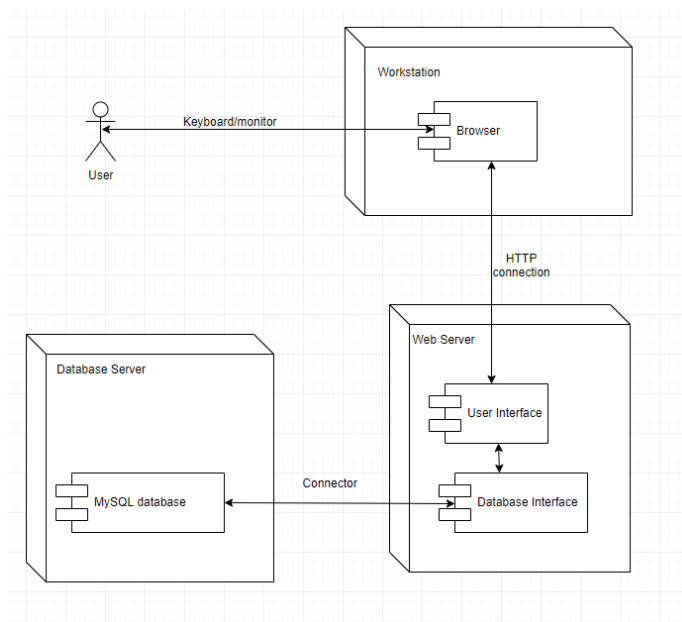 Workstation
Keyboard/monitor
Browser
User
HTTP
connection
Web Server
Database Server
User Interface
Connector
MySQL database
Database Interface